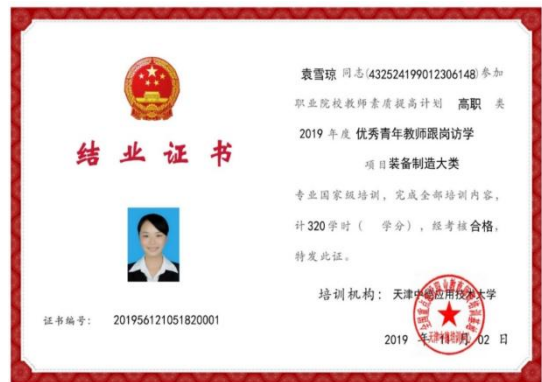 结业证书
证书编号： 201956121051820001
袁雪琼 同志(432524199012306148)参加
职业院校教师素质提高计划 高职 类
2019 年度 优秀青年教师跟岗访学
项目装备制造大类
专业国家级培训，完成全部培训内容，
计320学时（ 学分），经考核合格，
特发此证。
培训机构： 天津中德应用技术大学
2019 年 11 月 02 日